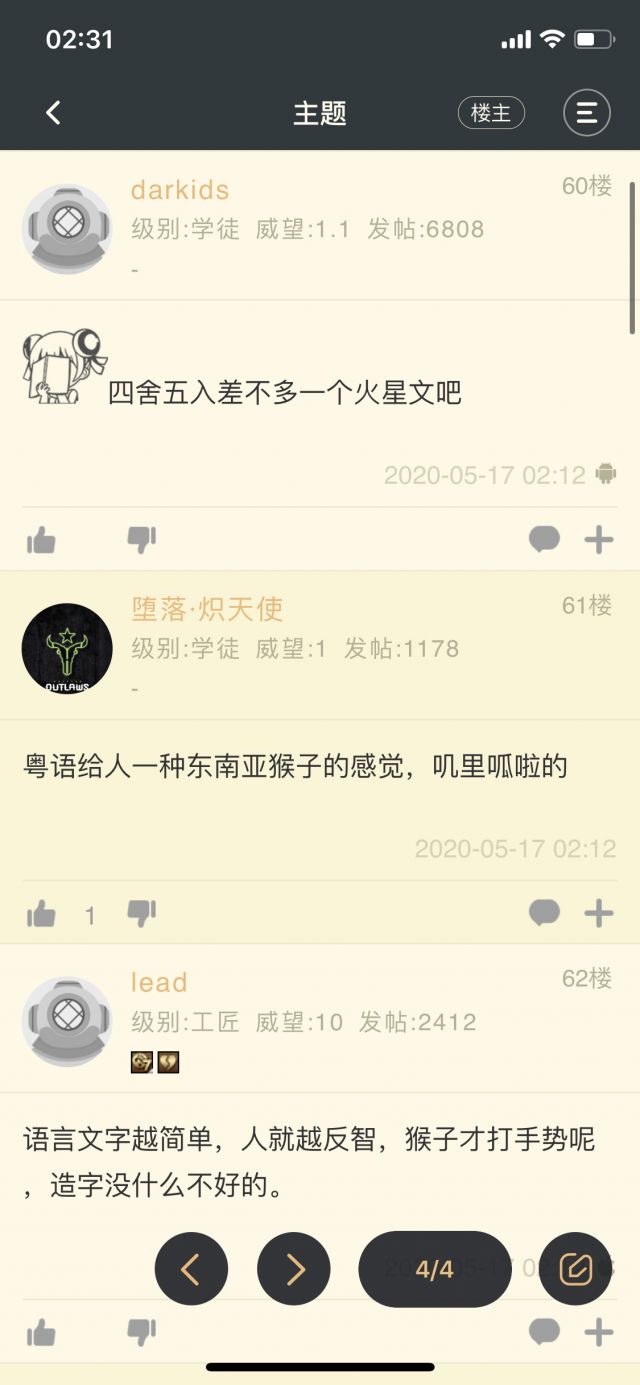 02:31
主题
楼主
darkids
60楼
级别:学徒 威望:1.1 发帖:6808
-
四舍五入差不多一个火星文吧
2020-05-17 02:12
堕落·炽天使
61楼
级别:学徒 威望:1 发帖:1178
-
OUTLAWS
粤语给人一种东南亚猴子的感觉，叽里呱啦的
2020-05-17 02:12
1
lead
62楼
级别:工匠 威望:10 发帖:2412
语言文字越简单，人就越反智，猴子才打手势呢
，造字没什么不好的。
4/4